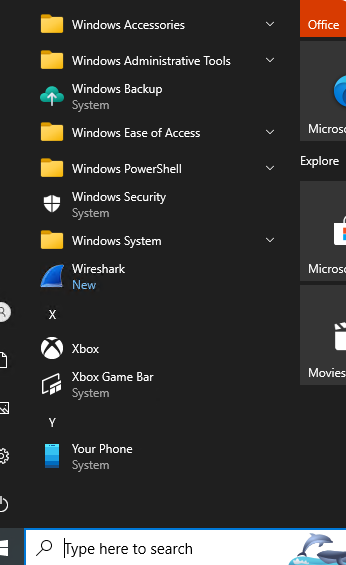 Windows Accessories
Windows Administrative Tools
Windows Backup
System
Windows Ease of Access
Windows PowerShell
Windows Security
System
Windows System
Wireshark
New
X
Xbox
Xbox Game Bar
System
Y
Your Phone
System
Office
Microso
Explore
Microso
Movies
Type here to search